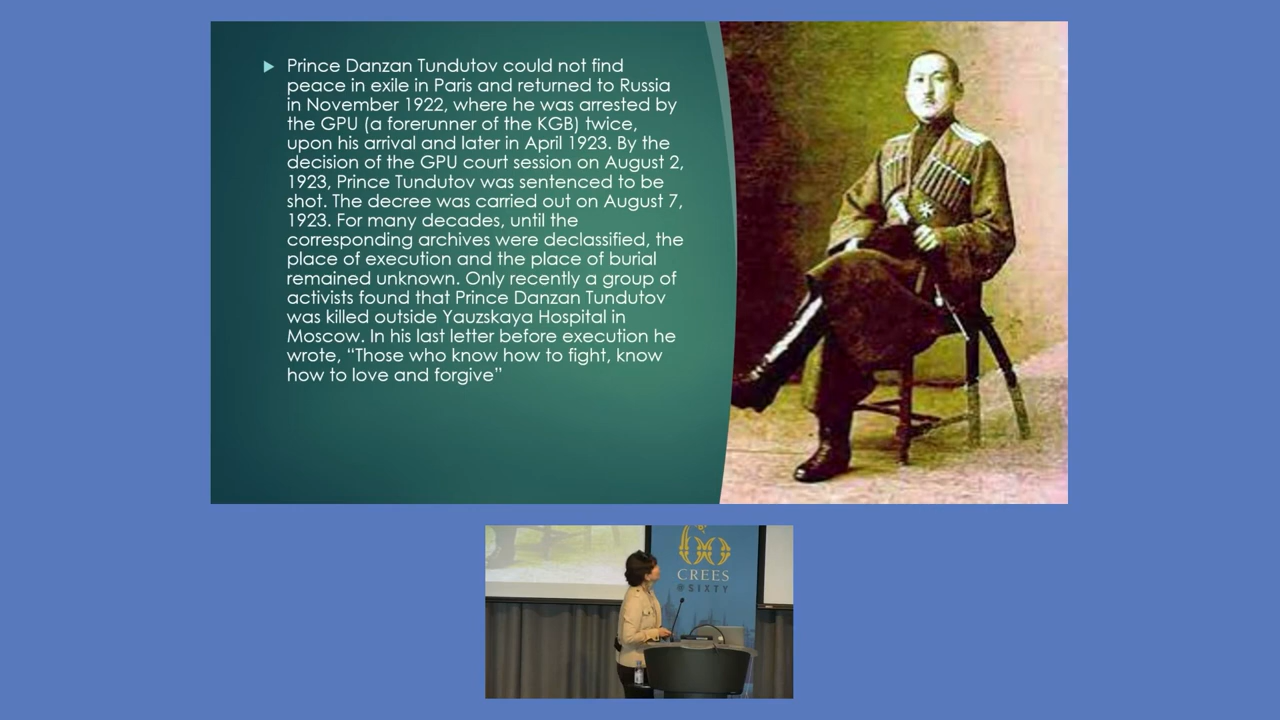 Prince Danzan Tundutov could not find
peace in exile in Paris and returned to Russia
in November 1922, where he was arrested by
the GPU (a forerunner of the KGB) twice,
upon his arrival and later in April 1923. By the
decision of the GPU court session on August 2,
1923, Prince Tundutov was sentenced to be
shot. The decree was carried out on August 7,
1923. For many decades, until the
corresponding archives were declassified, the
place of execution and the place of burial
remained unknown. Only recently a group of
activists found that Prince Danzan Tundutov
was killed outside Yauzskaya Hospital in
Moscow. In his last letter before execution he
wrote, “Those who know how to fight, know
how to love and forgive”
60
CREES
@SIXTY